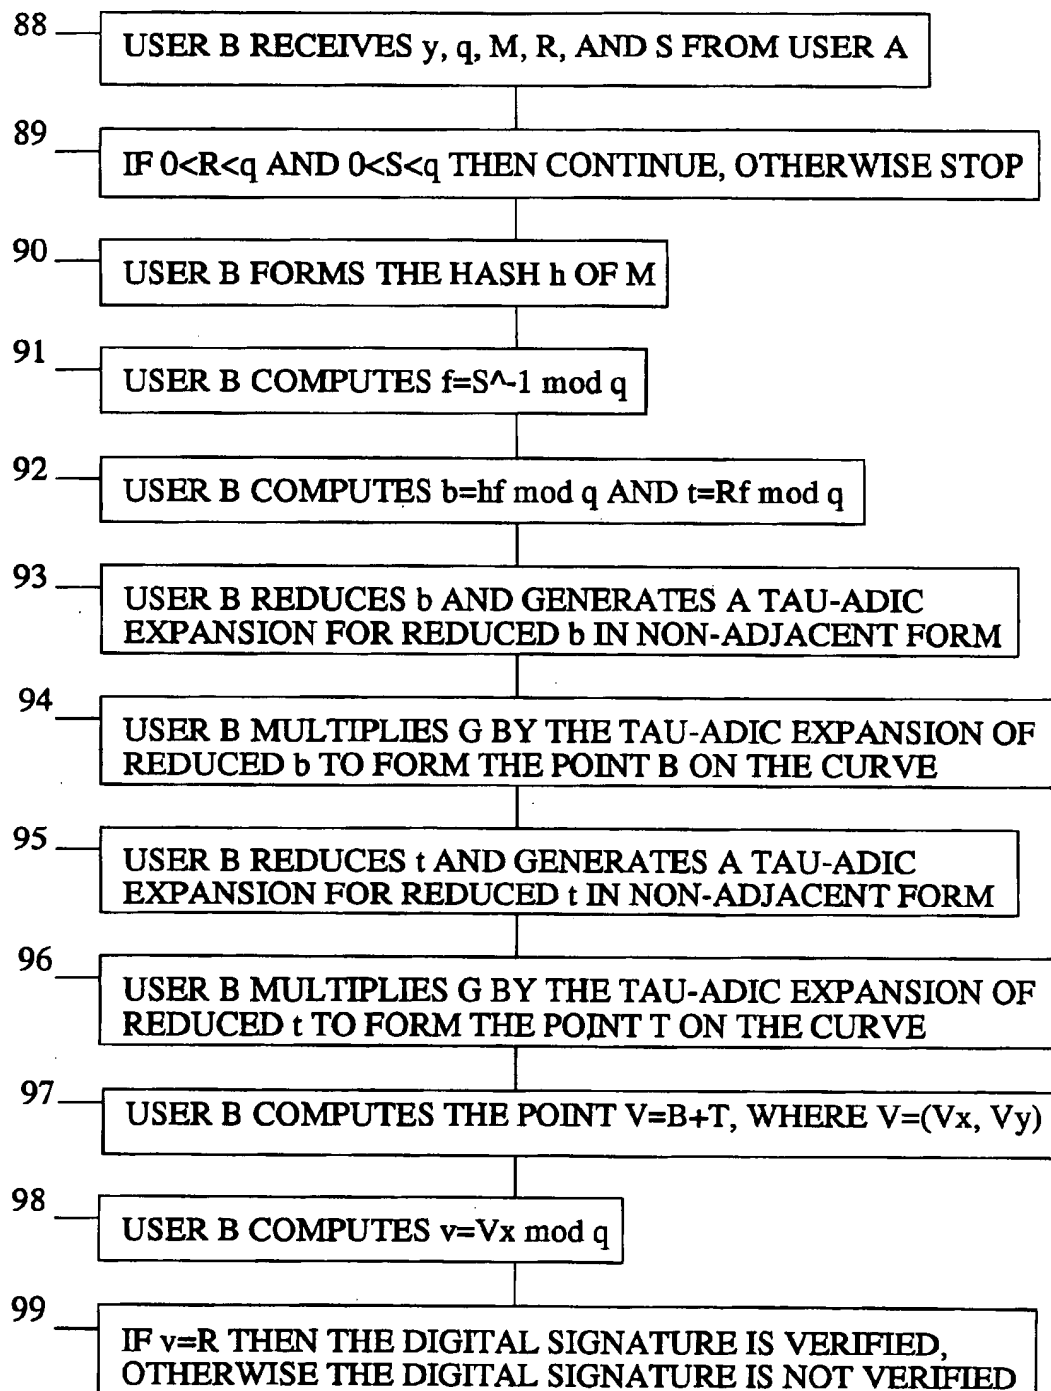 88
USER B RECEIVES y, q, M, R, AND S FROM USER A
89
IF 0<R<q AND 0<S<q THEN CONTINUE, OTHERWISE STOP
90
USER B FORMS THE HASH h OF M
91
USER B COMPUTES f=S^-1 mod q
92
USER B COMPUTES b=hf mod q AND t=Rf mod q
93
USER B REDUCES b AND GENERATES A TAU-ADIC
EXPANSION FOR REDUCED b IN NON-ADJACENT FORM
94
USER B MULTIPLIES G BY THE TAU-ADIC EXPANSION OF
REDUCED b TO FORM THE POINT B ON THE CURVE
95
USER B REDUCES t AND GENERATES A TAU-ADIC
EXPANSION FOR REDUCED t IN NON-ADJACENT FORM
96
USER B MULTIPLIES G BY THE TAU-ADIC EXPANSION OF
REDUCED t TO FORM THE POINT T ON THE CURVE
97
USER B COMPUTES THE POINT V=B+T, WHERE V=(Vx, Vy)
98
USER B COMPUTES v=Vx mod q
99
IF v=R THEN THE DIGITAL SIGNATURE IS VERIFIED,
OTHERWISE THE DIGITAL SIGNATURE IS NOT VERIFIED